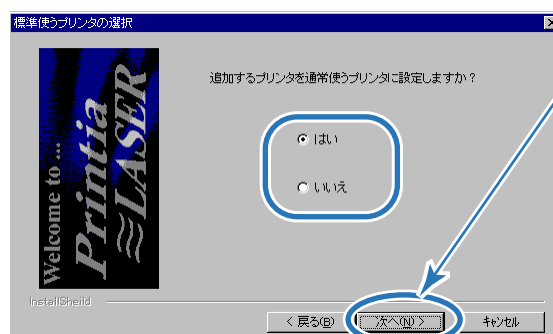 標準使うプリンタの選択
追加するプリンタを通常使うプリンタに設定しますか?
はい
いいえ
Welcome to ...
Printia
LASER
InstallSheild
< 戻る(B)
次へ(N) >
キャンセル